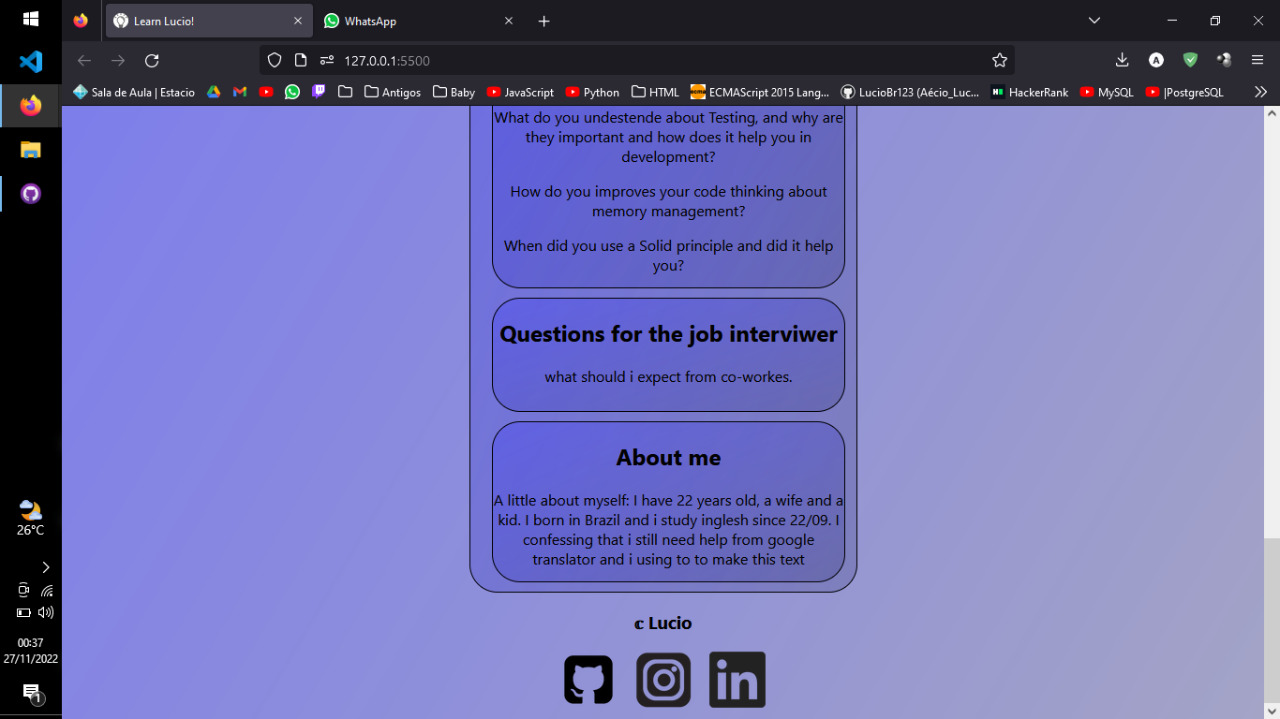 Learn Lucio!
WhatsApp
127.0.0.1:5500
A
Sala de Aula | Estacio
Antigos
Baby
JavaScript
Python
HTML
ecma
ECMAScript 2015 Lang...
LucioBr123 (Aécio_Luc...
HackerRank
MySQL
|PostgreSQL
What do you undestende about Testing, and why are
they important and how does it help you in
development?
How do you improves your code thinking about
memory management?
When did you use a Solid principle and did it help
you?
Questions for the job interviwer
what should i expect from co-workes.
About me
A little about myself: I have 22 years old, a wife and a
kid. I born in Brazil and i study inglesh since 22/09. I
confessing that i still need help from google
translator and i using to to make this text
𝕔 Lucio
in
26°C
00:37
27/11/2022
1